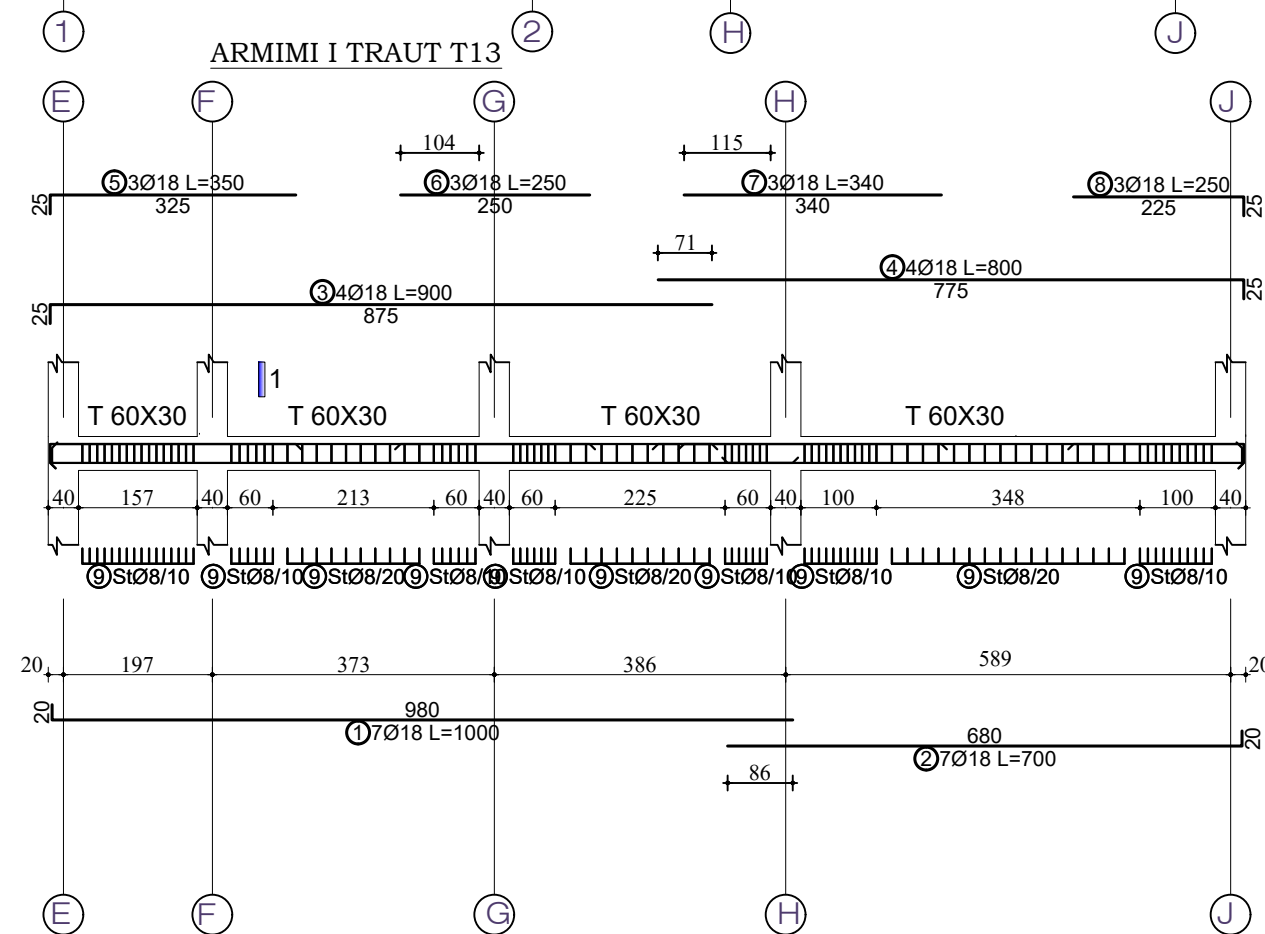 1 2 H J
ARMIMI I TRAUT T13
E F G H J
104 115
5 3Ø18 L=350 6 3Ø18 L=250 7 3Ø18 L=340 8 3Ø18 L=250
25 325 250 340 225 25
71
4 4Ø18 L=800
775 25
3 4Ø18 L=900
25 875
1
T 60X30 T 60X30 T 60X30 T 60X30
40 157 40 60 213 60 40 60 225 60 40 100 348 100 40
9 StØ8/10 9 StØ8/10 9 StØ8/20 9 StØ8/10 9 StØ8/10 9 StØ8/20 9 StØ8/10 9 StØ8/10 9 StØ8/20 9 StØ8/10
20 197 373 386 589 20
20 980
1 7Ø18 L=1000
680 20
2 7Ø18 L=700
86
E F G H J